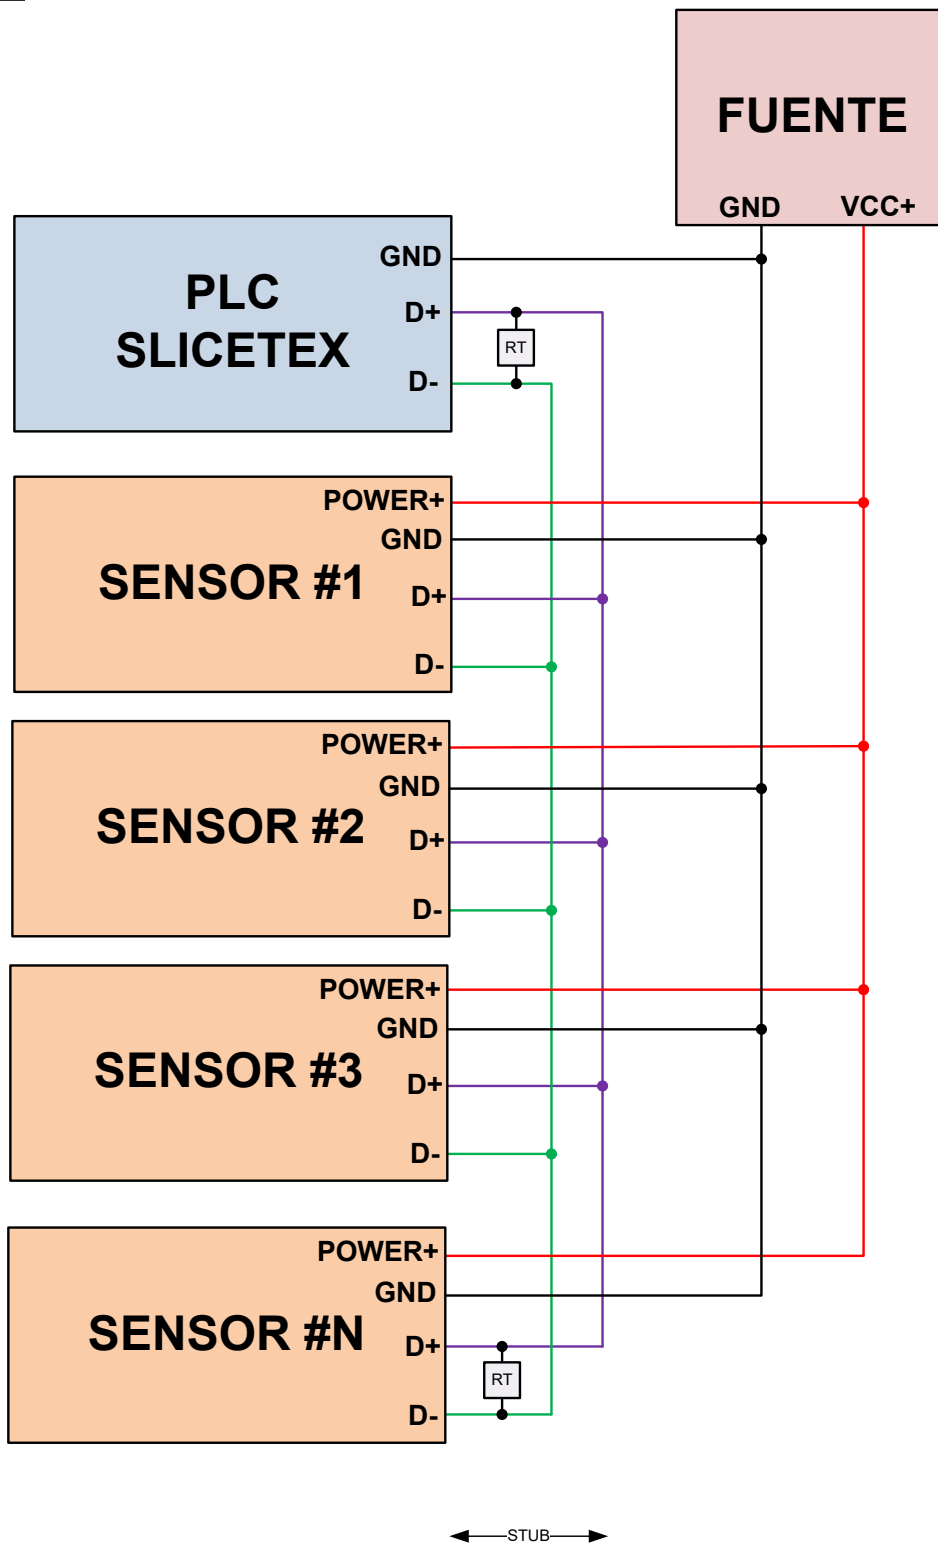 FUENTE
GND
VCC+
PLC
SLICETEX
GND
D+
RT
D-
SENSOR #1
POWER+
GND
D+
D-
SENSOR #2
POWER+
GND
D+
D-
SENSOR #3
POWER+
GND
D+
D-
SENSOR #N
POWER+
GND
D+
RT
D-
STUB